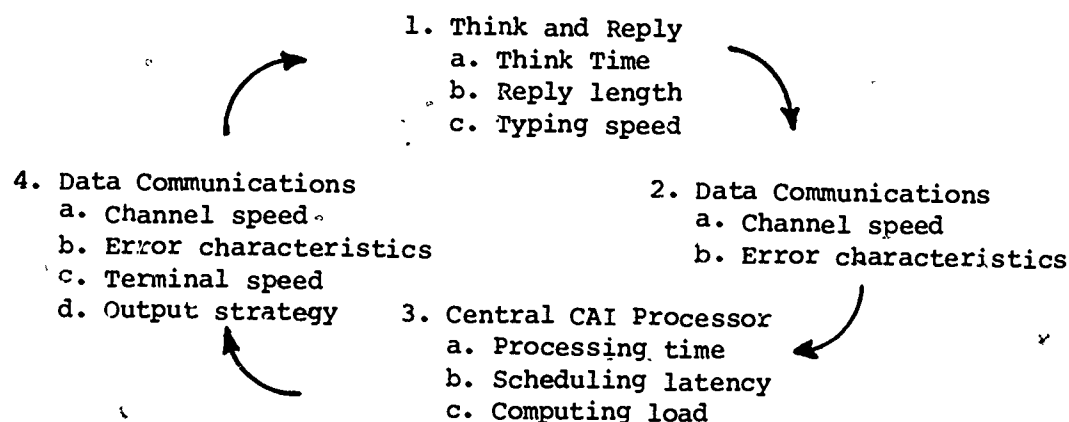 1. Think and Reply
a. Think Time
b. Reply length
c. Typing speed
2. Data Communications
a. Channel speed
b. Error characteristics
3. Central CAI Processor
a. Processing time
b. Scheduling latency
c. Computing load
4. Data Communications
a. Channel speed
b. Error characteristics
c. Terminal speed
d. Output strategy